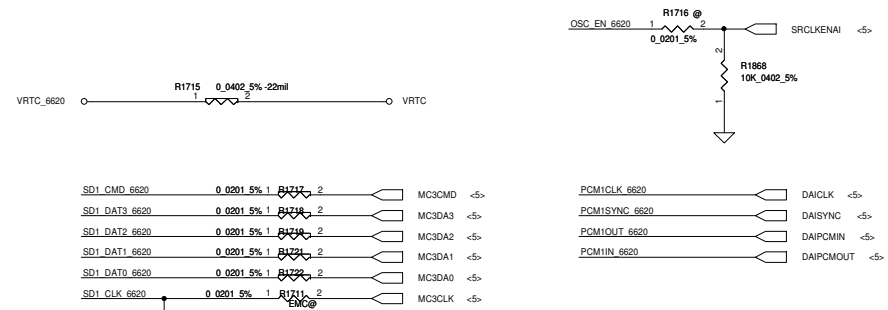 R1716 @
OSC_EN_6620 1 2 SRCLKENAI <5>
0_0201_5%
2
R1868
10K_0402_5%
1
R1715 0_0402_5% -22mil
1 2
VRTC_6620 VRTC
SD1_CMD_6620 0_0201_5% 1 R1717 2 MC3CMD <5>
SD1_DAT3_6620 0_0201_5% 1 R1718 2 MC3DA3 <5>
SD1_DAT2_6620 0_0201_5% 1 R1719 2 MC3DA2 <5>
SD1_DAT1_6620 0_0201_5% 1 R1721 2 MC3DA1 <5>
SD1_DAT0_6620 0_0201_5% 1 R1722 2 MC3DA0 <5>
SD1_CLK_6620 0_0201_5% 1 R1711 2 MC3CLK <5>
EMC@
PCM1CLK_6620 DAICLK <5>
PCM1SYNC_6620 DAISYNC <5>
PCM1OUT_6620 DAIPCMIN <5>
PCM1IN_6620 DAIPCMOUT <5>